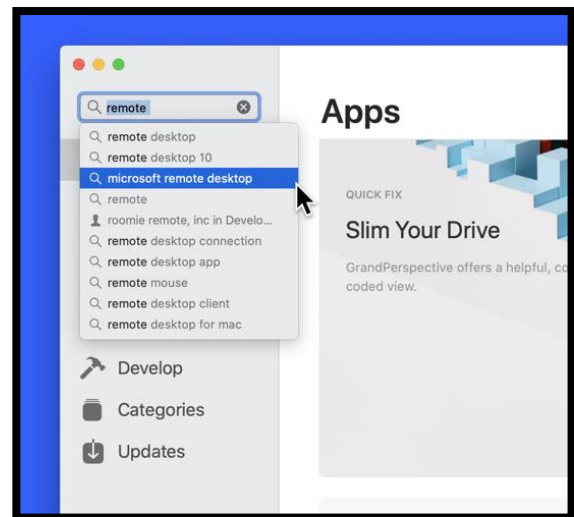 remote
remote desktop
remote desktop 10
microsoft remote desktop
remote
roomie remote, inc in Develo...
remote desktop connection
remote desktop app
remote mouse
remote desktop client
remote desktop for mac
Develop
Categories
Updates
Apps
QUICK FIX
Slim Your Drive
GrandPerspective offers a helpful, co
coded view.